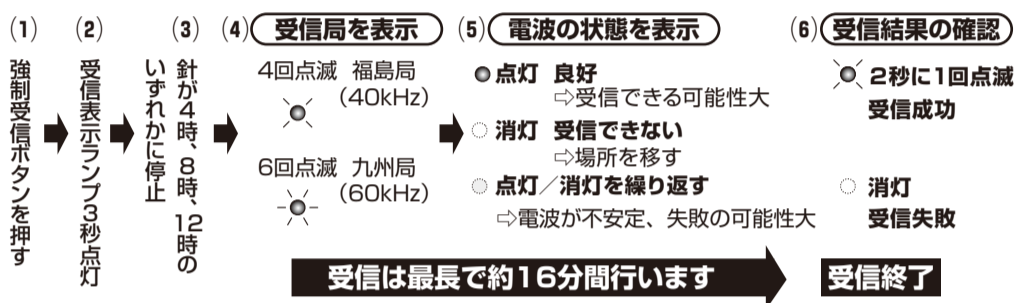 (1)
強制受信ボタンを押す
(2)
受信表示ランプ3秒点灯
(3)
針が4時、8時、12時の
いずれかに停止
(4) 受信局を表示
4回点滅 福島局
(40kHz)
6回点滅 九州局
(60kHz)
(5) 電波の状態を表示
点灯 良好
⇨受信できる可能性大
消灯 受信できない
⇨場所を移す
点灯/消灯を繰り返す
⇨電波が不安定、失敗の可能性大
(6) 受信結果の確認
2秒に1回点滅
受信成功
消灯
受信失敗
受信は最長で約16分間行います
受信終了